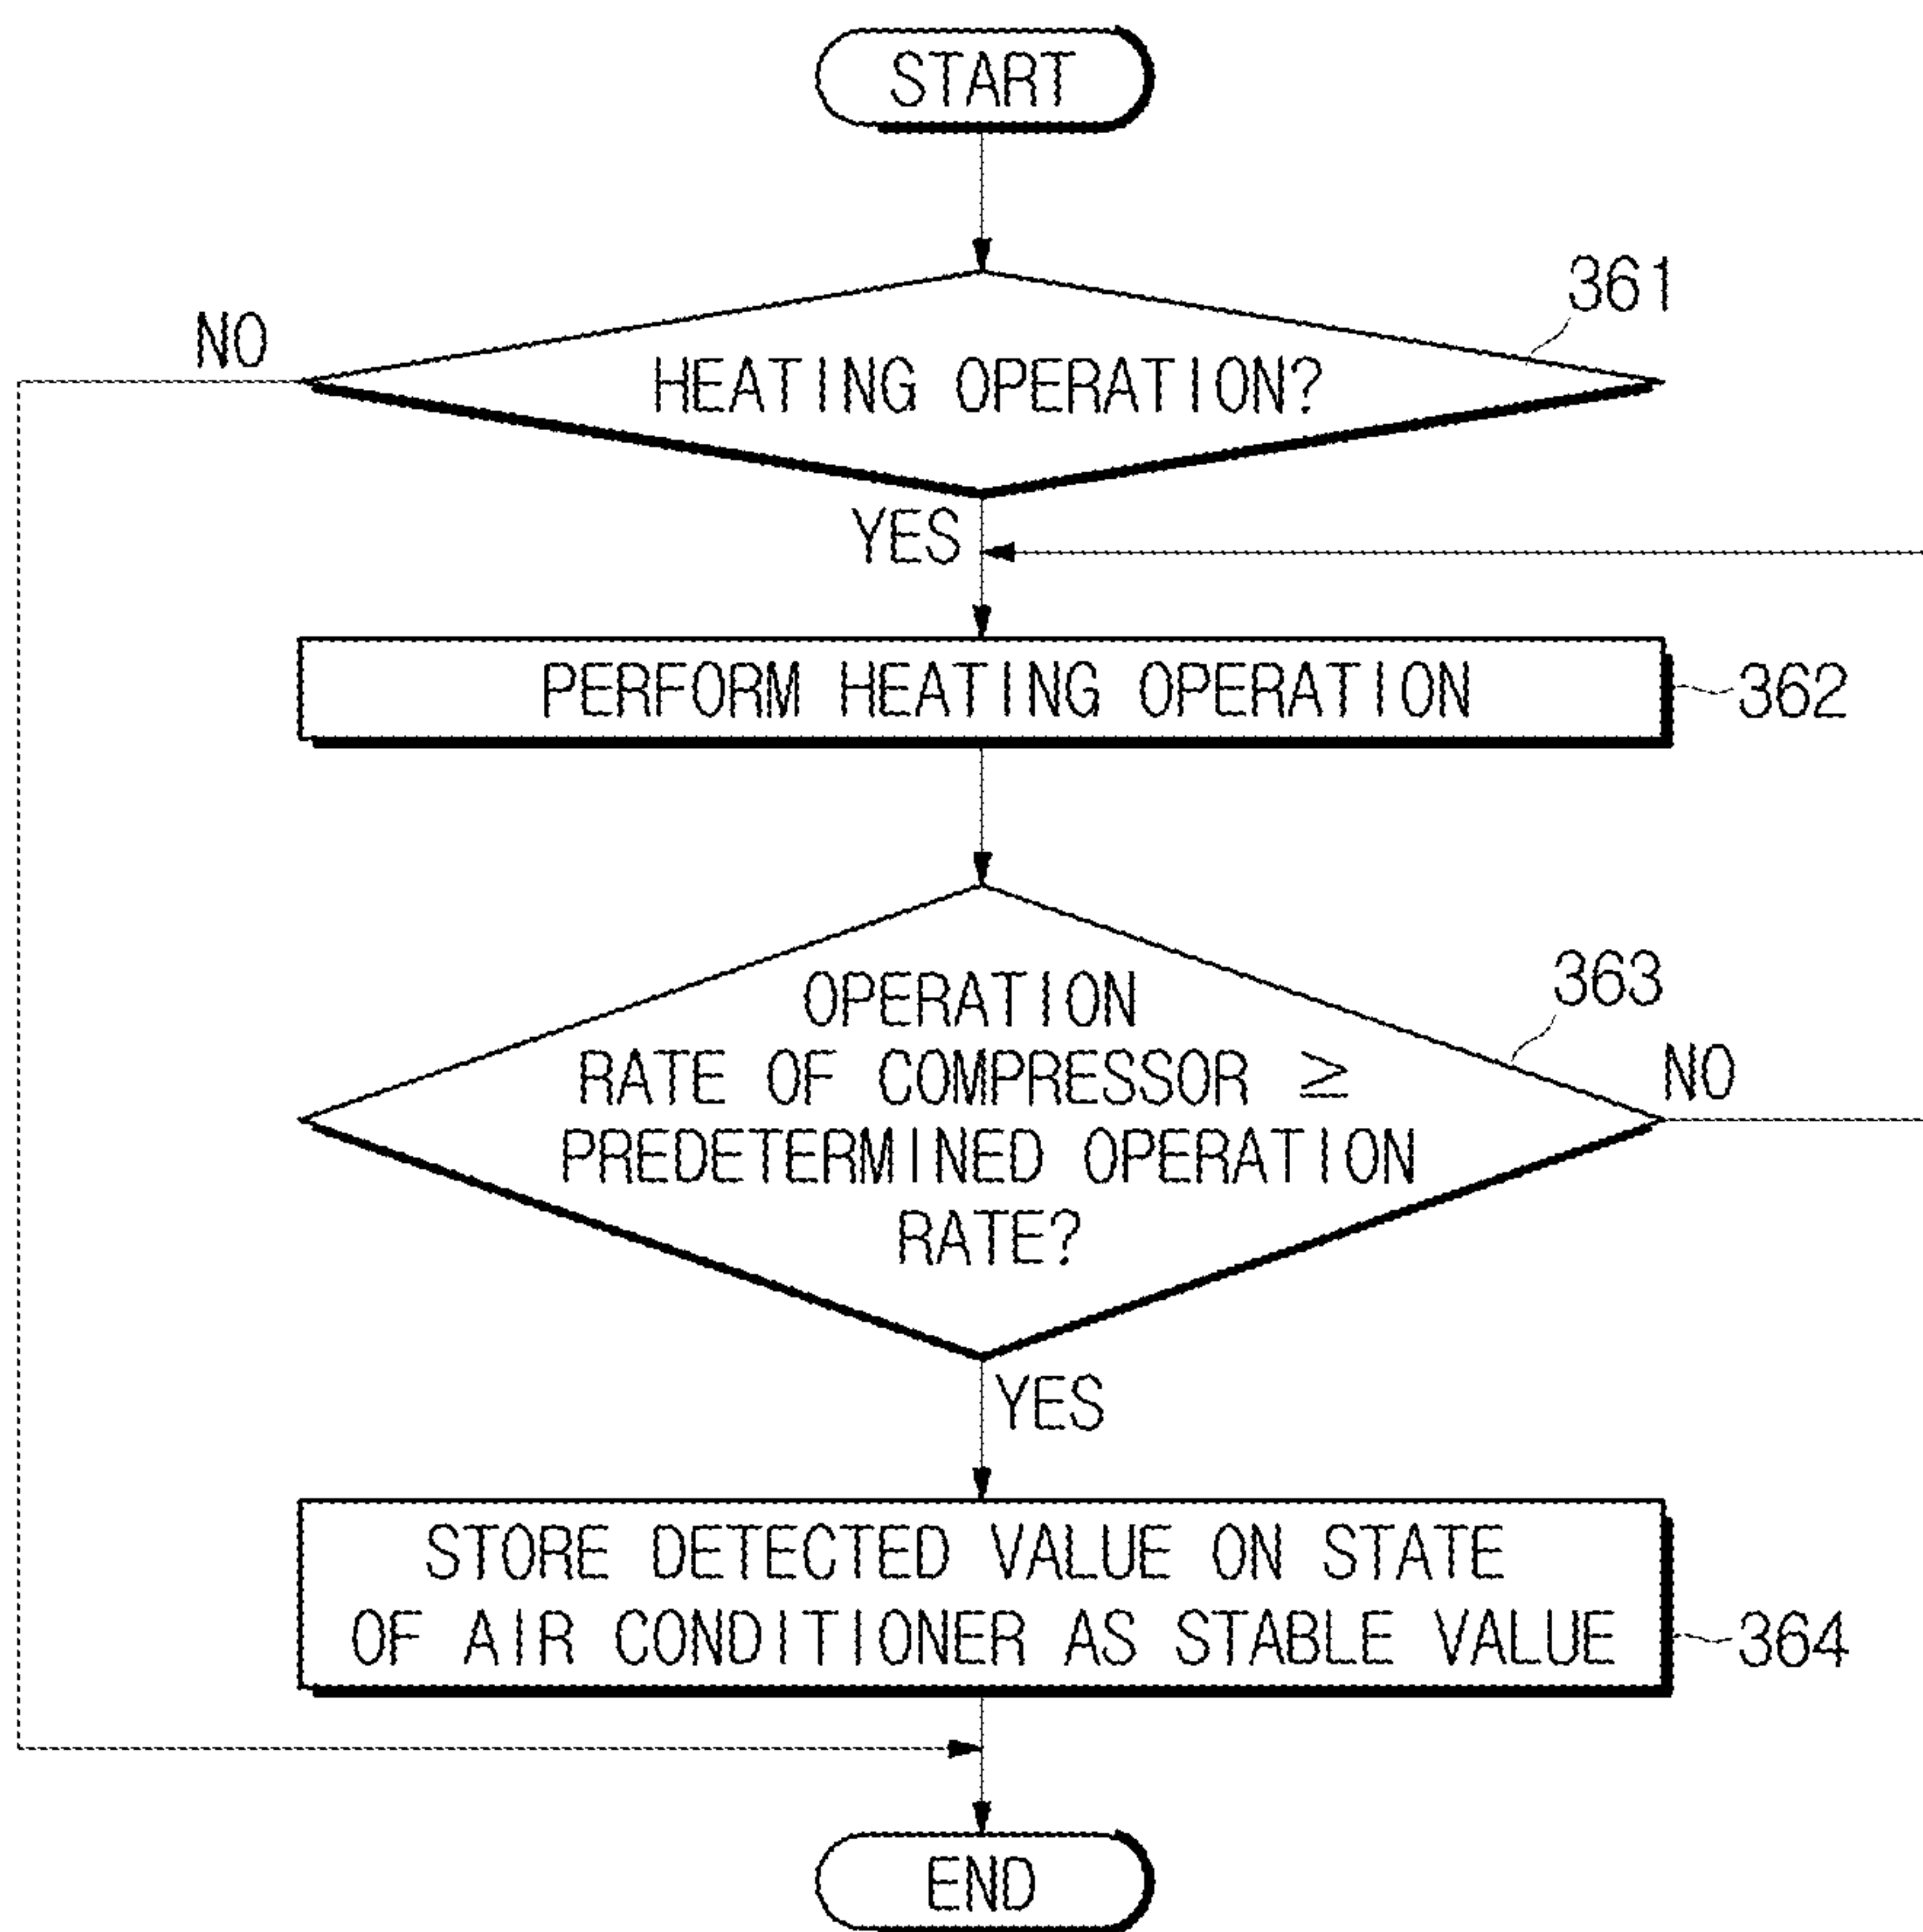 START
361
NO
HEATING OPERATION?
YES
PERFORM HEATING OPERATION
362
OPERATION
RATE OF COMPRESSOR ≥
PREDETERMINED OPERATION
RATE?
363
NO
YES
STORE DETECTED VALUE ON STATE
OF AIR CONDITIONER AS STABLE VALUE
364
END